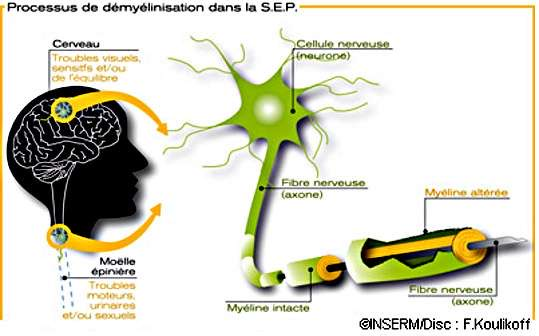 Processus de démyélinisation dans la S.E.P.
Cerveau
Troubles visuels,
sensitfs et/ou
de l'équilibre
Cellule nerveuse
(neurone)
Fibre nerveuse
(axone)
Myéline altérée
Moëlle
épinière
Troubles
moteurs,
urinaires
et/ou sexuels
Myéline intacte
Fibre nerveuse
(axone)
©INSERM/Disc : F.Koulikoff